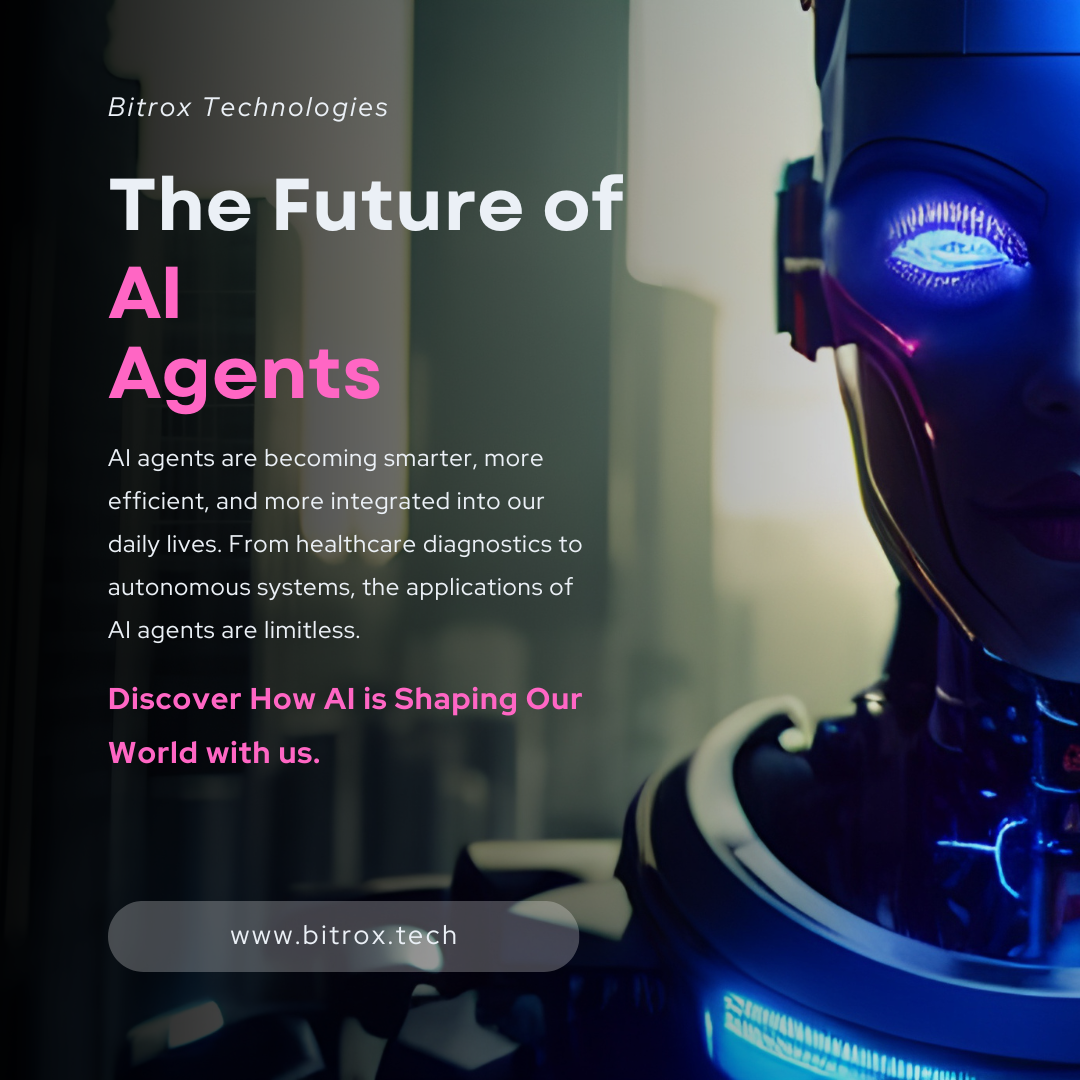 Bitrox Technologies
The Future of
AI
Agents
AI agents are becoming smarter, more
efficient, and more integrated into our
daily lives. From healthcare diagnostics to
autonomous systems, the applications of
AI agents are limitless.
Discover How AI is Shaping Our
World with us.
www.bitrox.tech